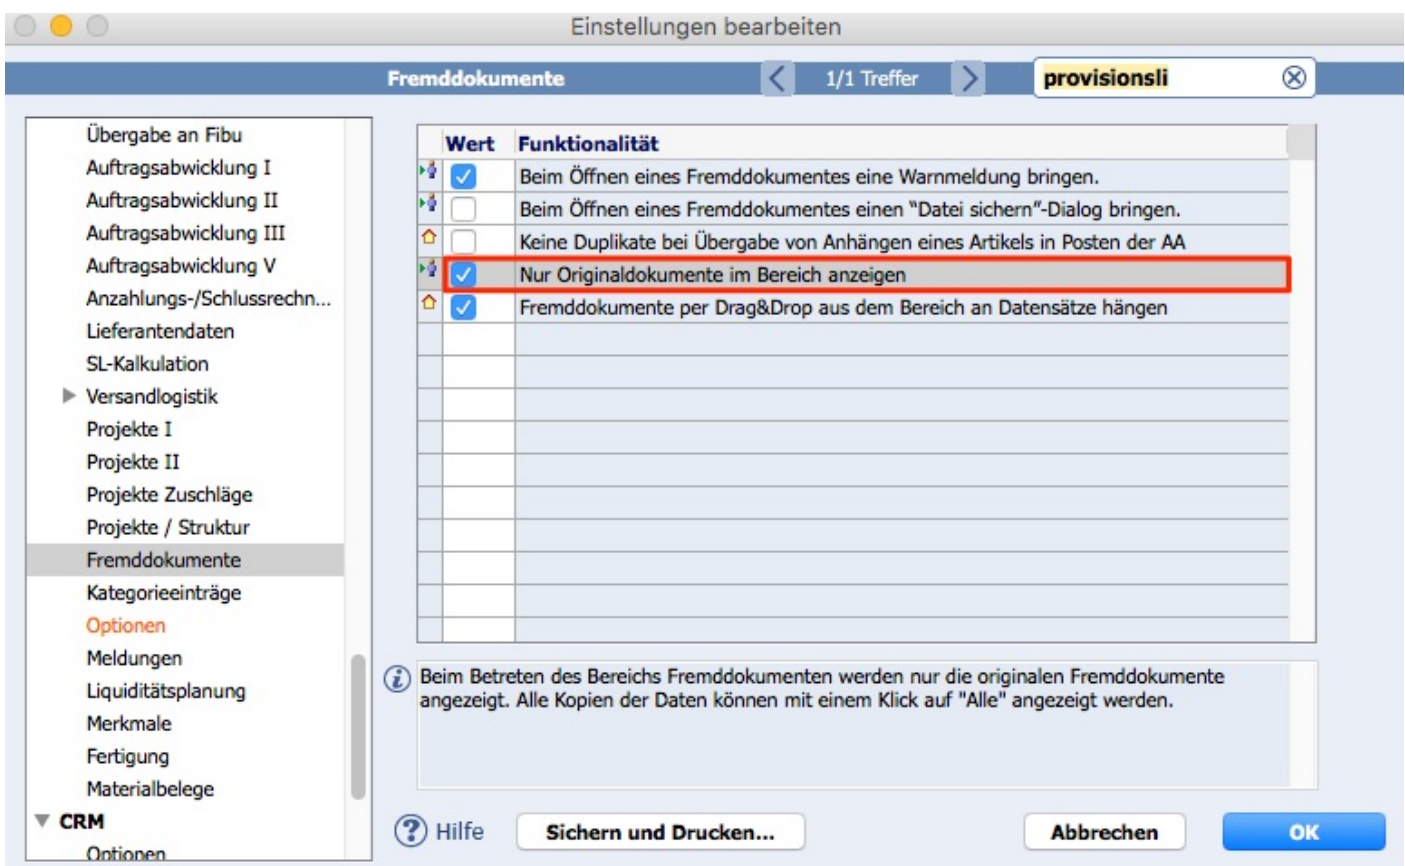 Einstellungen bearbeiten
Fremddokumente
1/1 Treffer
provisionsli
Übergabe an Fibu
Auftragsabwicklung I
Auftragsabwicklung II
Auftragsabwicklung III
Auftragsabwicklung V
Anzahlungs-/Schlussrechn...
Lieferantendaten
SL-Kalkulation
Versandlogistik
Projekte I
Projekte II
Projekte Zuschläge
Projekte / Struktur
Fremddokumente
Kategorieeinträge
Optionen
Meldungen
Liquiditätsplanung
Merkmale
Fertigung
Materialbelege
CRM
Optionen
Wert Funktionalität
Beim Öffnen eines Fremddokumentes eine Warnmeldung bringen.
Beim Öffnen eines Fremddokumentes einen “Datei sichern”-Dialog bringen.
Keine Duplikate bei Übergabe von Anhängen eines Artikels in Posten der AA
Nur Originaldokumente im Bereich anzeigen
Fremddokumente per Drag&Drop aus dem Bereich an Datensätze hängen
Beim Betreten des Bereichs Fremddokumenten werden nur die originalen Fremddokumente
angezeigt. Alle Kopien der Daten können mit einem Klick auf "Alle" angezeigt werden.
Hilfe
Sichern und Drucken...
Abbrechen
OK